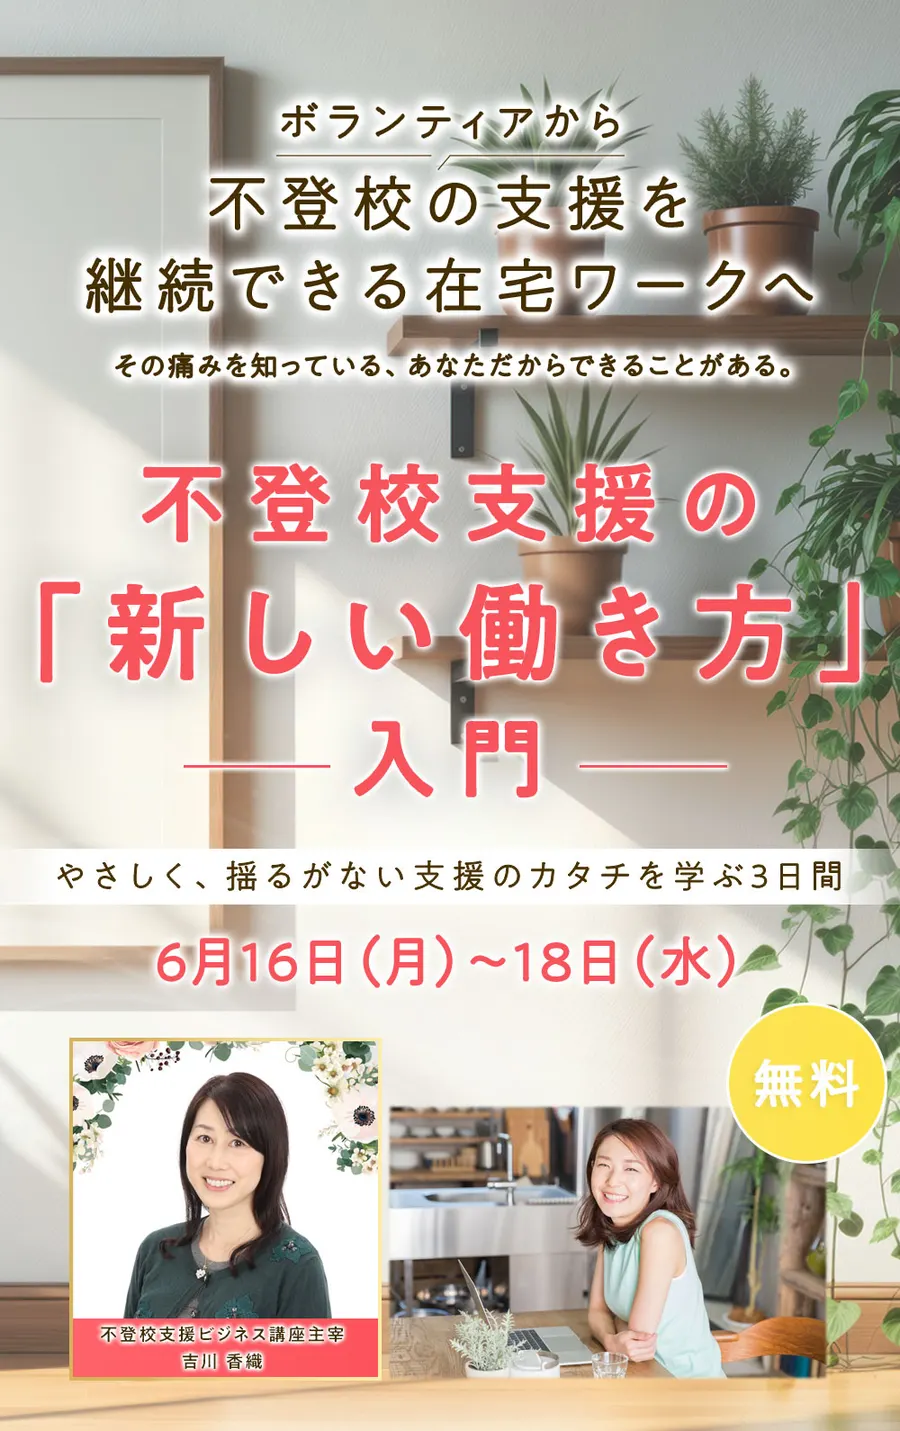 ボランティアから
不登校の支援を
継続できる在宅ワークへ
その痛みを知っている、あなただからできることがある。
不登校支援の
「新しい働き方」
入門
やさしく、揺るがない支援のカタチを学ぶ3日間
6月16日(月)~18日(水)
無料
不登校支援ビジネス講座主宰
吉川 香織